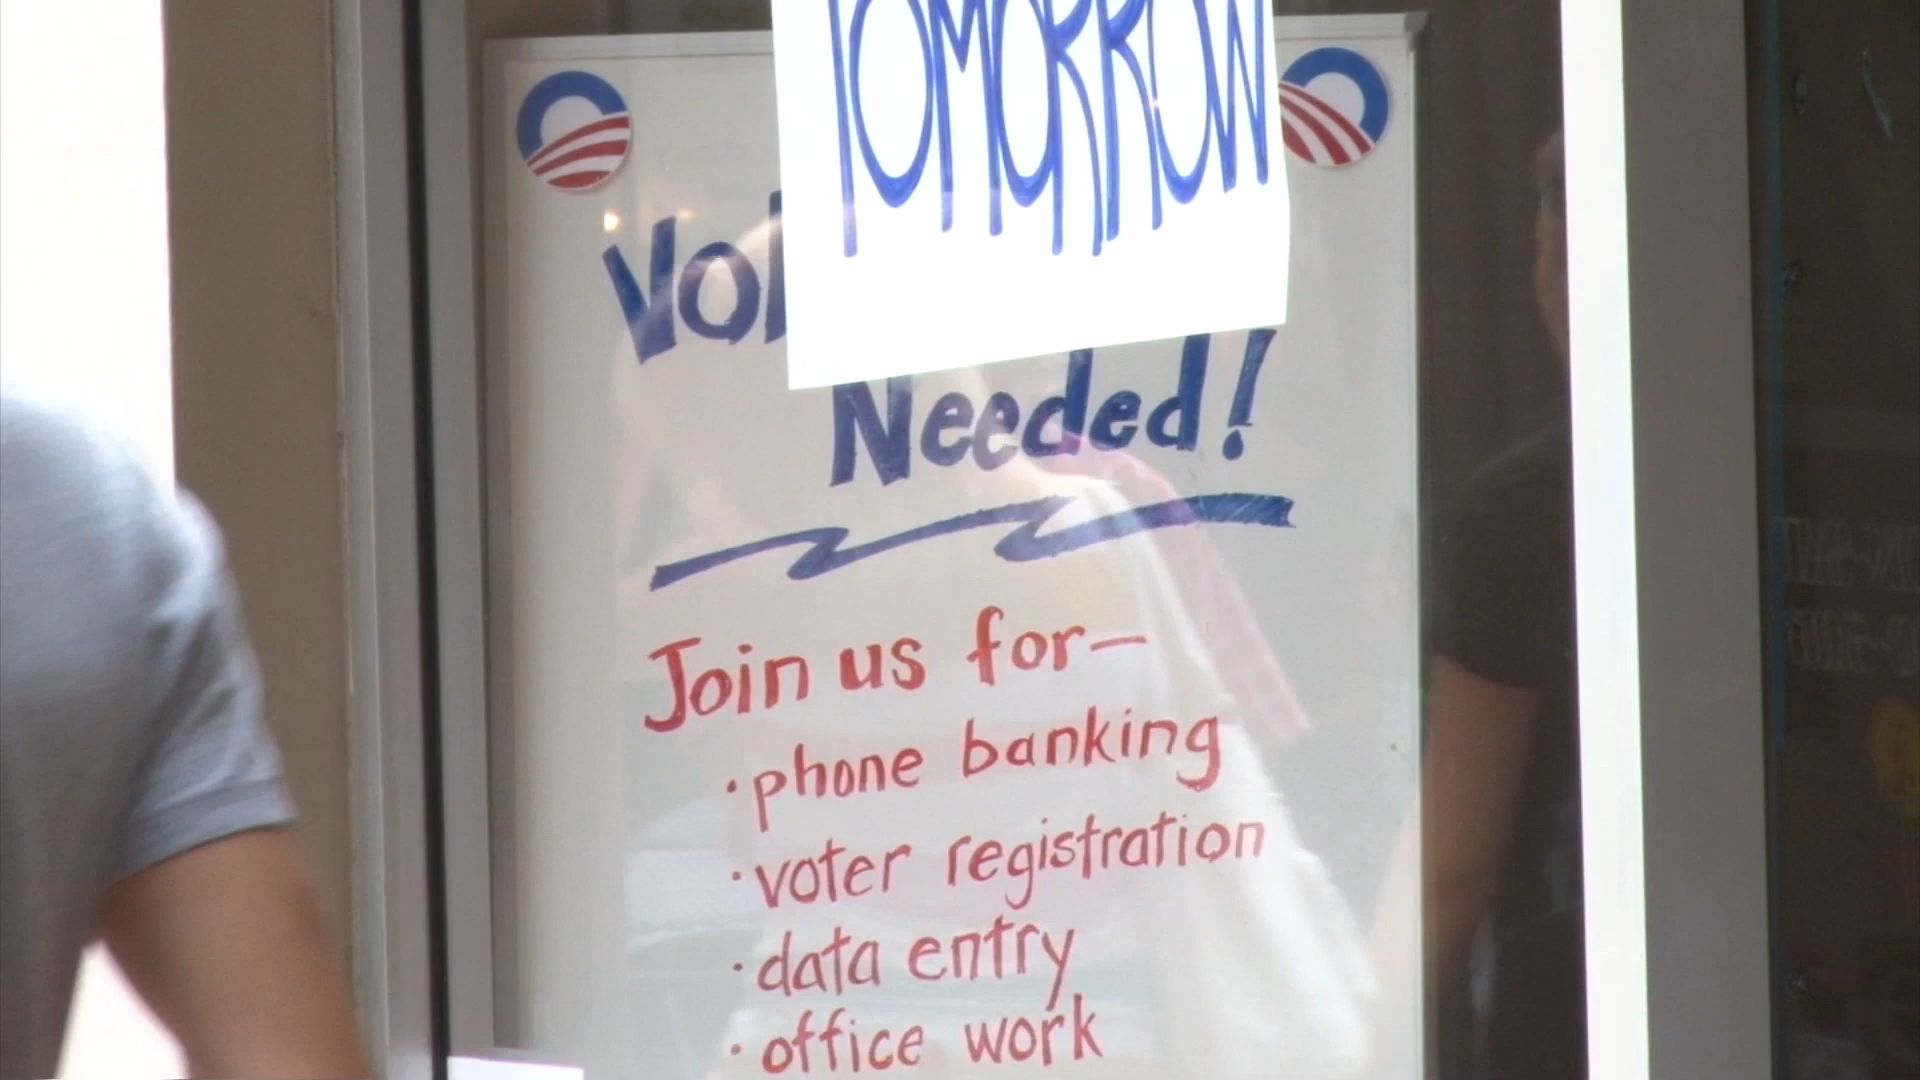 TOMORROW
Vol
Needed!
Join us for—
• phone banking
• voter registration
• data entry
• office work